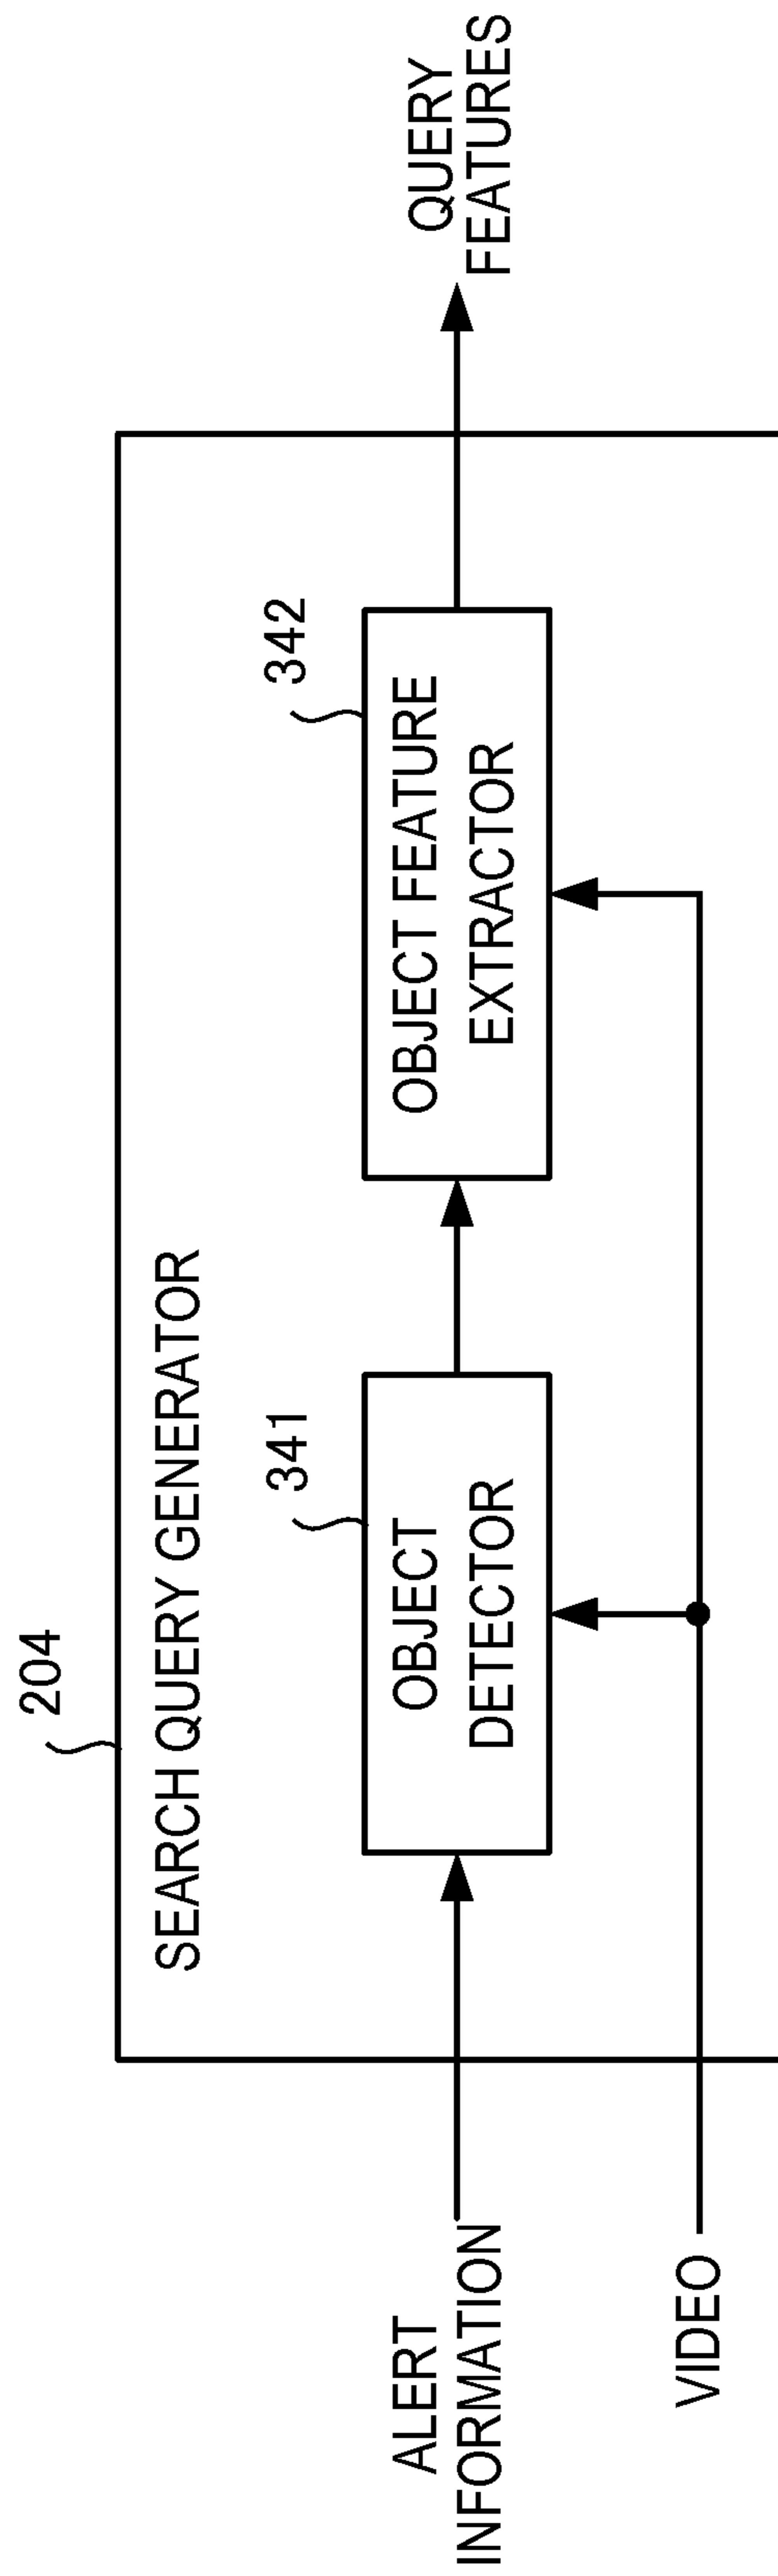 204
SEARCH QUERY GENERATOR
341
342
ALERT
INFORMATION
OBJECT
DETECTOR
OBJECT FEATURE
EXTRACTOR
QUERY
FEATURES
VIDEO